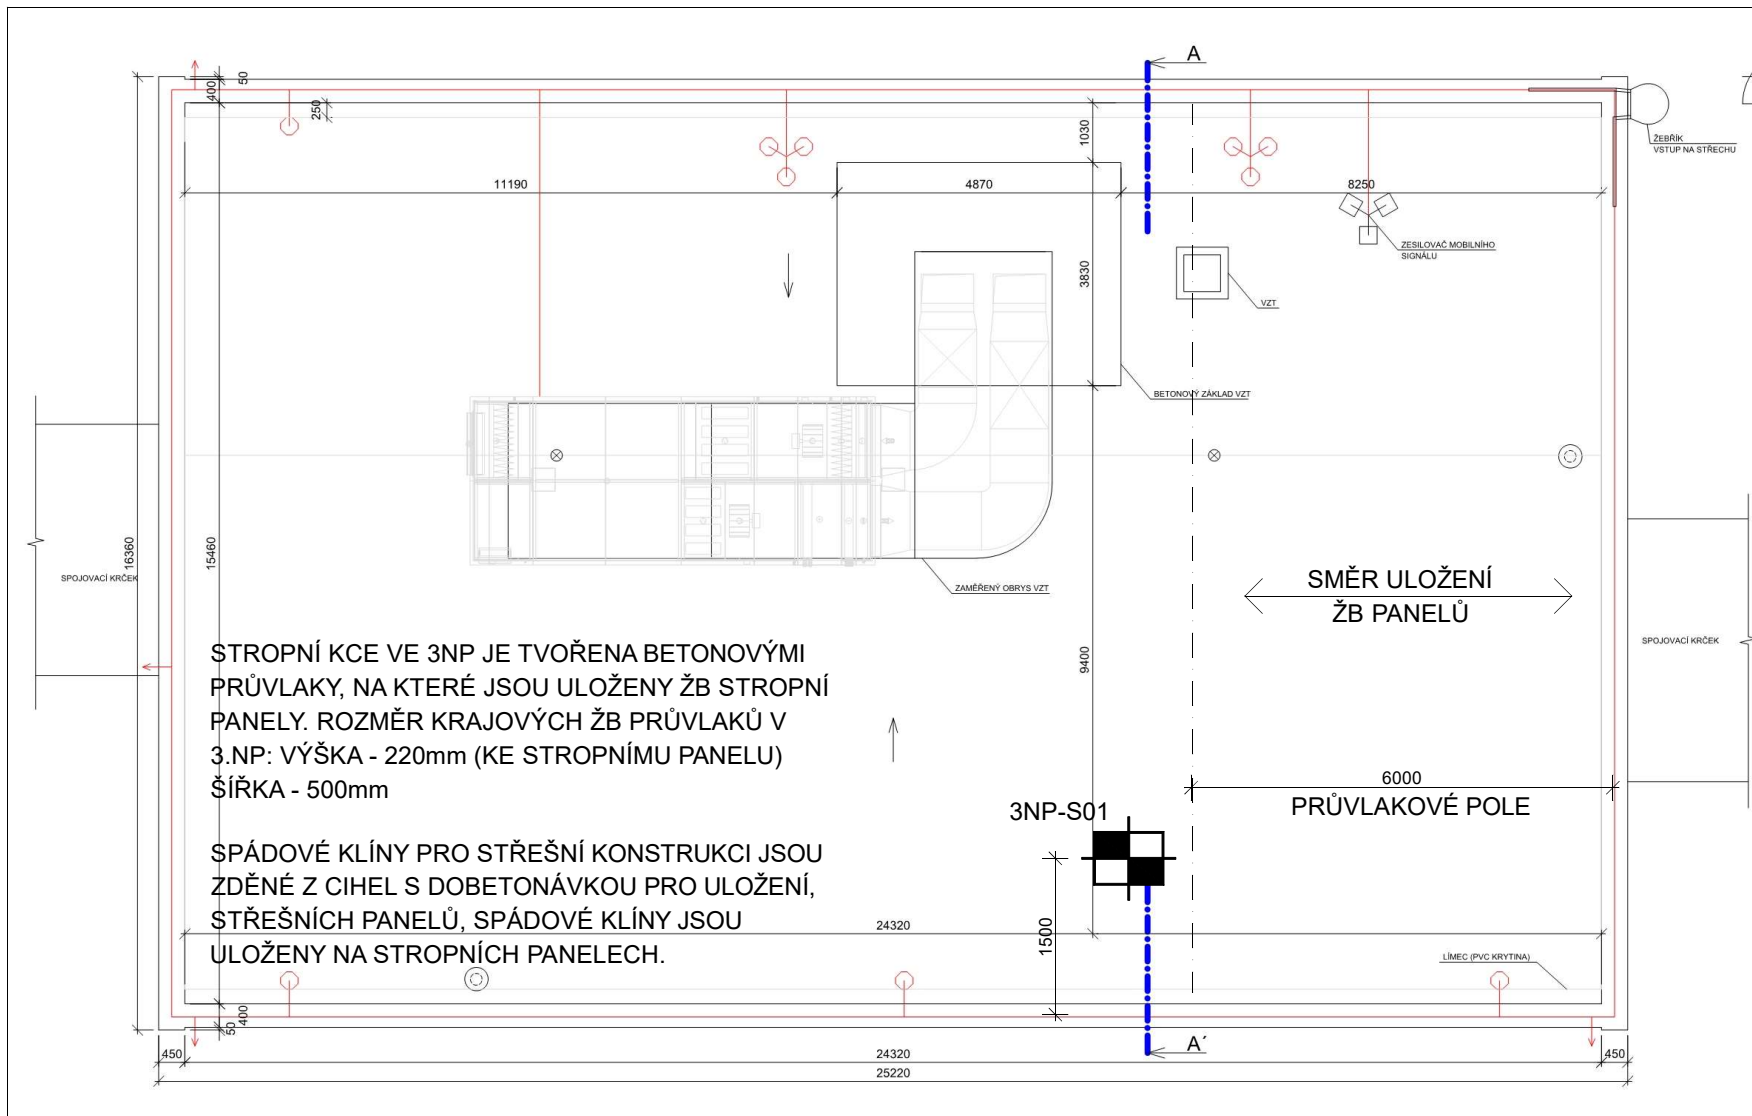 A
50
400
250
1030
ŽEBŘÍK
VSTUP NA STŘECHU
11190
4870
8250
ZESILOVAČ MOBILNÍHO
SIGNÁLU
3830
VZT
BETONOVÝ ZÁKLAD VZT
16360
15460
SPOJOVACÍ KRČEK
ZAMĚŘENÝ OBRYS VZT
SMĚR ULOŽENÍ
ŽB PANELŮ
SPOJOVACÍ KRČEK
9400
STROPNÍ KCE VE 3NP JE TVOŘENA BETONOVÝMI
PRŮVLAKY, NA KTERÉ JSOU ULOŽENY ŽB STROPNÍ
PANELY. ROZMĚR KRAJOVÝCH ŽB PRŮVLAKŮ V
3.NP: VÝŠKA - 220mm (KE STROPNÍMU PANELU)
ŠÍŘKA - 500mm
6000
PRŮVLAKOVÉ POLE
3NP-S01
SPÁDOVÉ KLÍNY PRO STŘEŠNÍ KONSTRUKCI JSOU
ZDĚNÉ Z CIHEL S DOBETONÁVKOU PRO ULOŽENÍ,
STŘEŠNÍCH PANELŮ, SPÁDOVÉ KLÍNY JSOU
ULOŽENY NA STROPNÍCH PANELECH.
24320
1500
LÍMEC (PVC KRYTINA)
400
50
A´
450
24320
450
25220